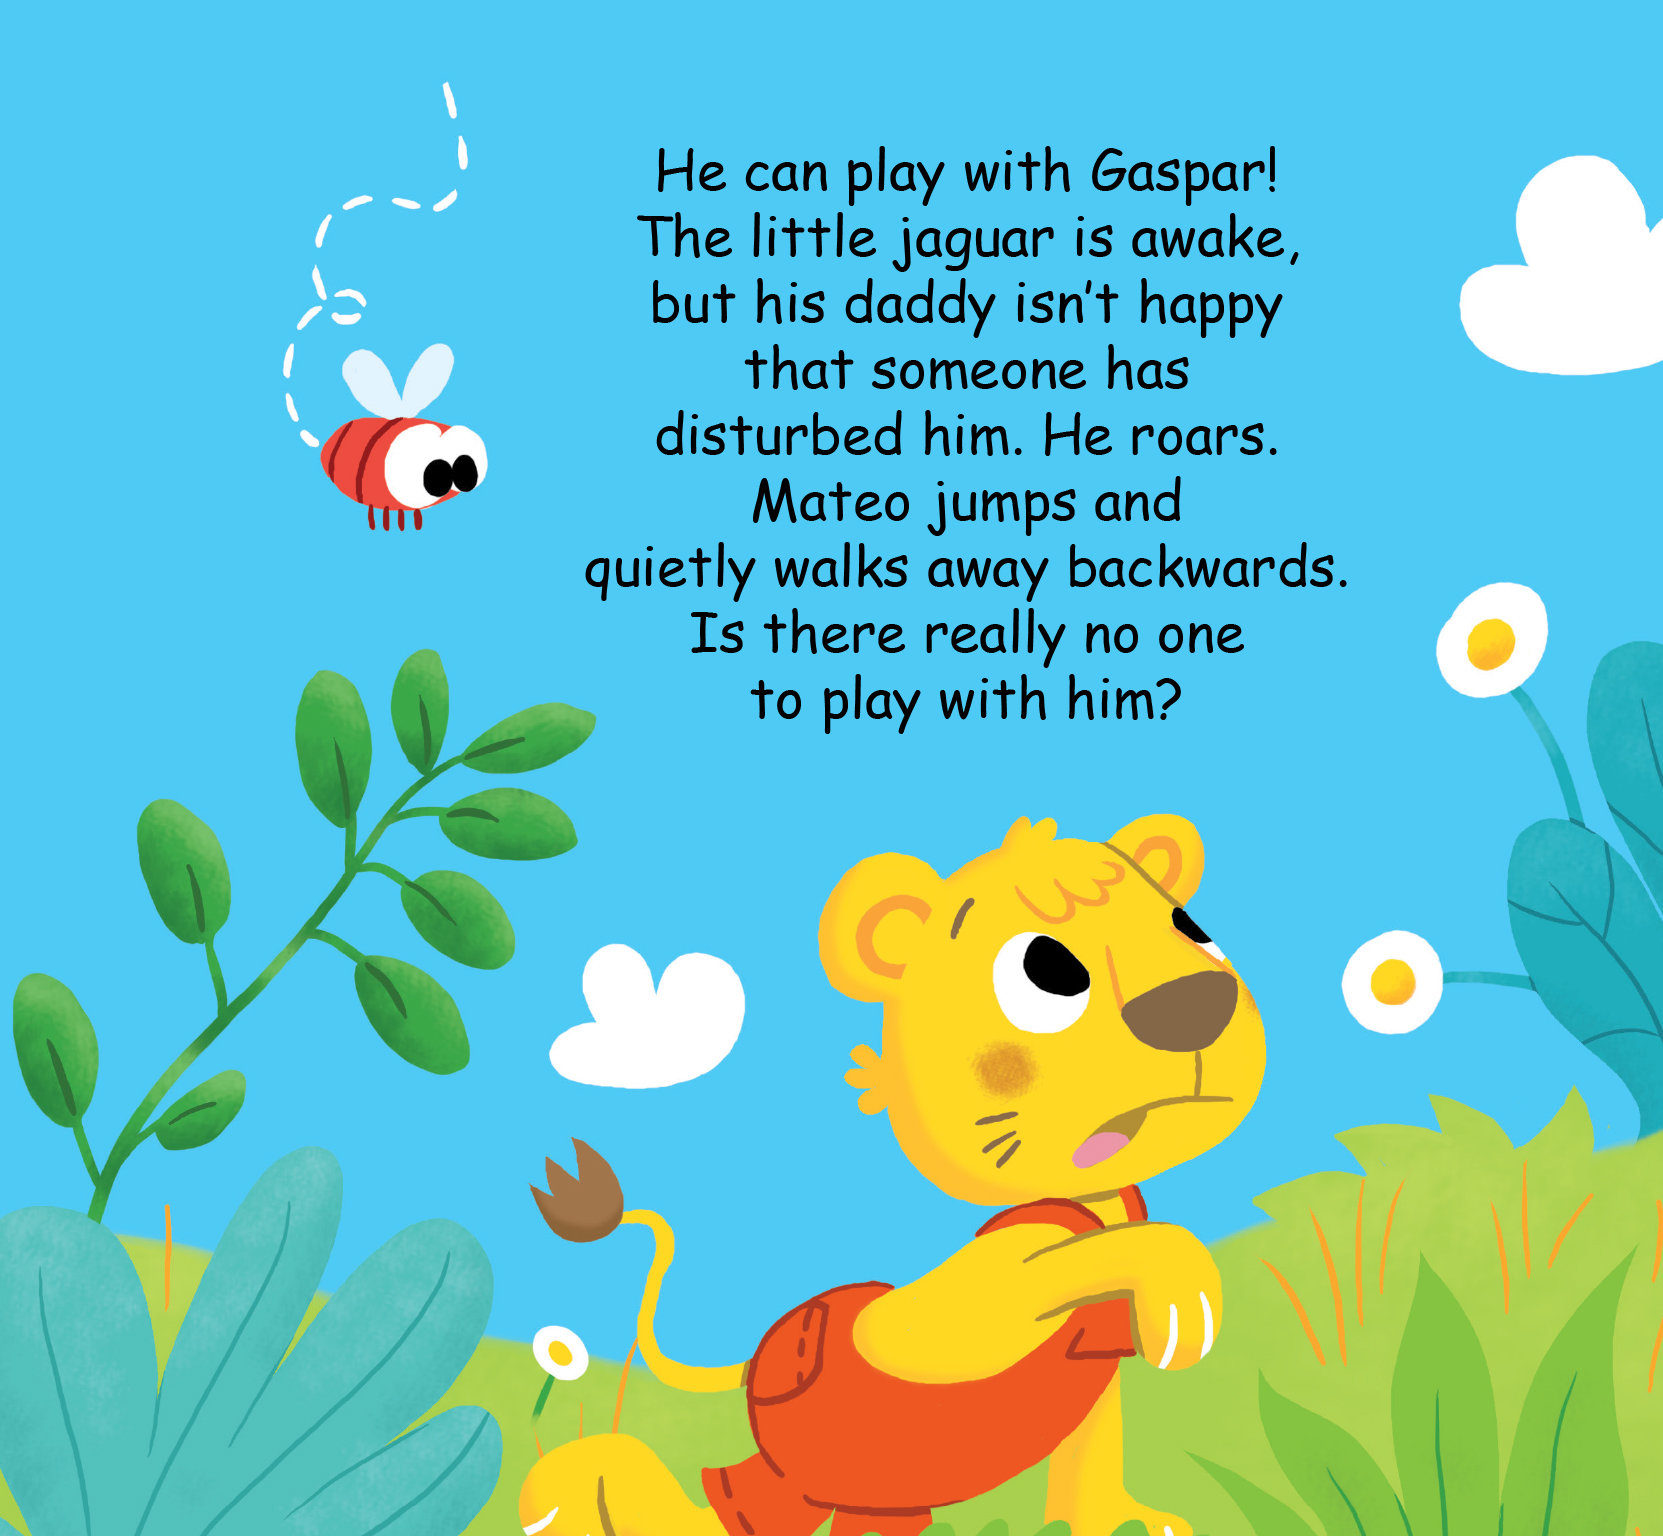 He can play with Gaspar!
The little jaguar is awake,
but his daddy isn't happy
that someone has
disturbed him. He roars.
Mateo jumps and
quietly walks away backwards.
Is there really no one
to play with him?